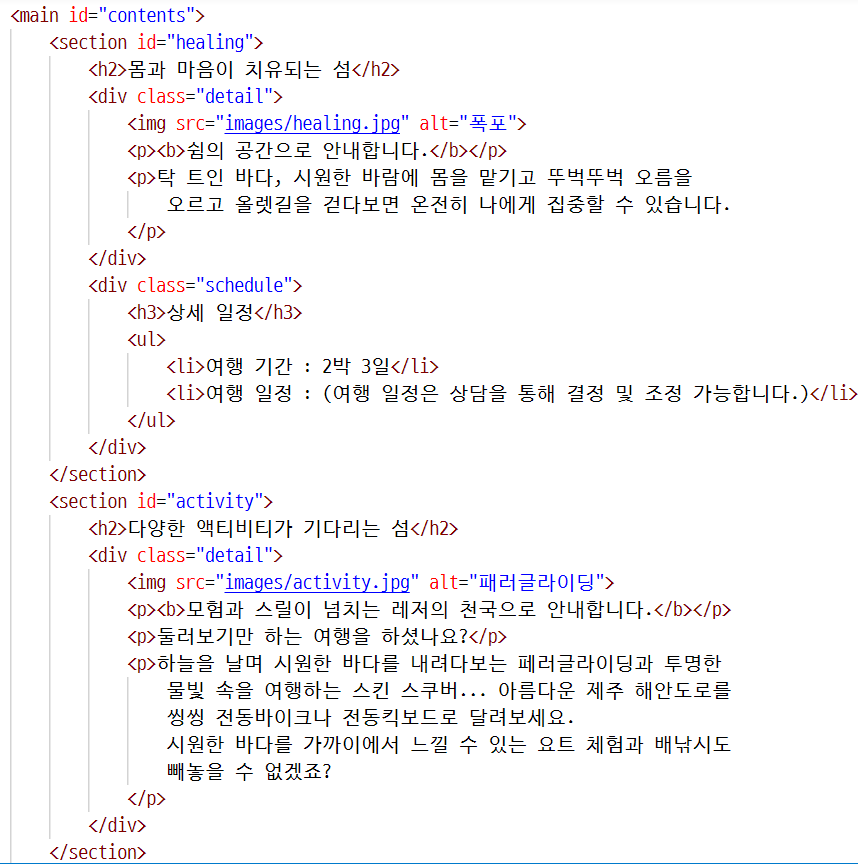 <main id="contents">
<section id="healing">
<h2>몸과 마음이 치유되는 섬</h2>
<div class="detail">
<img src="images/healing.jpg" alt="폭포">
<p><b>쉼의 공간으로 안내합니다.</b></p>
<p>탁 트인 바다, 시원한 바람에 몸을 맡기고 뚜벅뚜벅 오름을
오르고 올렛길을 걷다보면 온전히 나에게 집중할 수 있습니다.
</p>
</div>
<div class="schedule">
<h3>상세 일정</h3>
<ul>
<li>여행 기간 : 2박 3일</li>
<li>여행 일정 : (여행 일정은 상담을 통해 결정 및 조정 가능합니다.)</li>
</ul>
</div>
</section>
<section id="activity">
<h2>다양한 액티비티가 기다리는 섬</h2>
<div class="detail">
<img src="images/activity.jpg" alt="패러글라이딩">
<p><b>모험과 스릴이 넘치는 레저의 천국으로 안내합니다.</b></p>
<p>둘러보기만 하는 여행을 하셨나요?</p>
<p>하늘을 날며 시원한 바다를 내려다보는 페러글라이딩과 투명한
물빛 속을 여행하는 스킨 스쿠버... 아름다운 제주 해안도로를
씽씽 전동바이크나 전동킥보드로 달려보세요.
시원한 바다를 가까이에서 느낄 수 있는 요트 체험과 배낚시도
빼놓을 수 없겠죠?
</p>
</div>
</section>